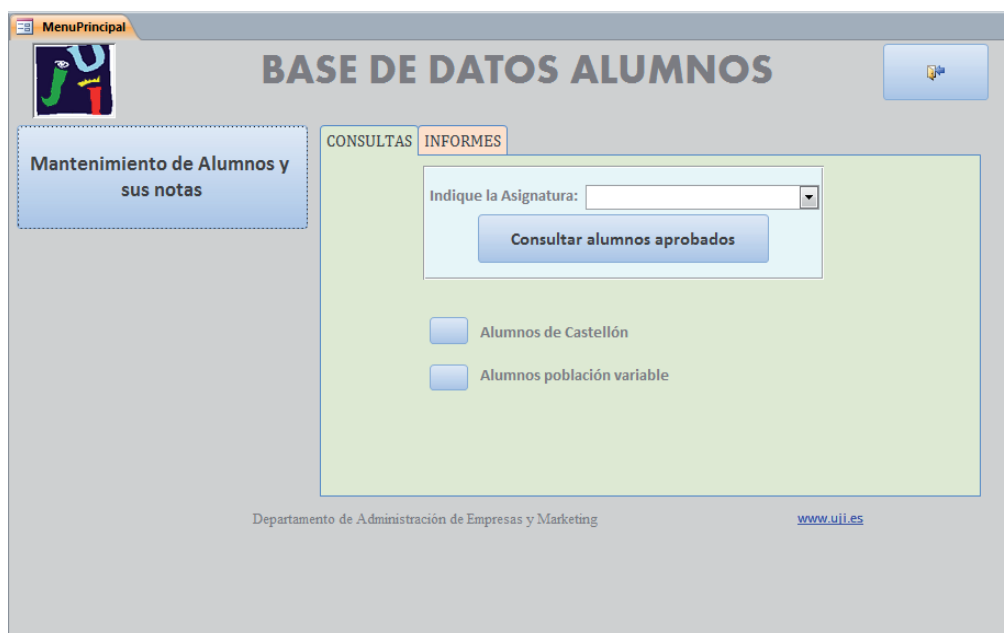 MenuPrincipal
UJI
BASE DE DATOS ALUMNOS
Mantenimiento de Alumnos y
sus notas
CONSULTAS INFORMES
Indique la Asignatura:
Consultar alumnos aprobados
Alumnos de Castellón
Alumnos población variable
Departamento de Administración de Empresas y Marketing
www.uji.es